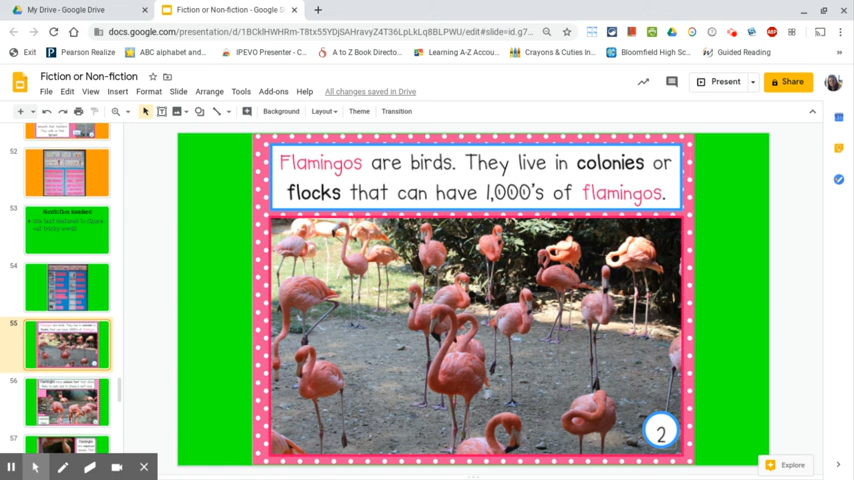 My Drive - Google Drive
Fiction or Non-fiction - Google S
docs.google.com/presentation/d/1BCklHWHRm-T8tx55YDjSAHravyZ4T36LpLkLq8BLPWU/edit#slide=id.g7
Exit
Pearson Realize
ABC alphabet and...
IPEVO Presenter - C...
A to Z Book Directo...
Learning A-Z Accou...
Crayons & Cuties In...
Bloomfield High Sc...
Guided Reading
Fiction or Non-fiction
File Edit View Insert Format Slide Arrange Tools Add-ons Help All changes saved in Drive
Present
Share
Background Layout Theme Transition
52
53
54
55
56
57
Flamingos are birds. They live in colonies or
flocks that can have 1,000's of flamingos.
2
Explore